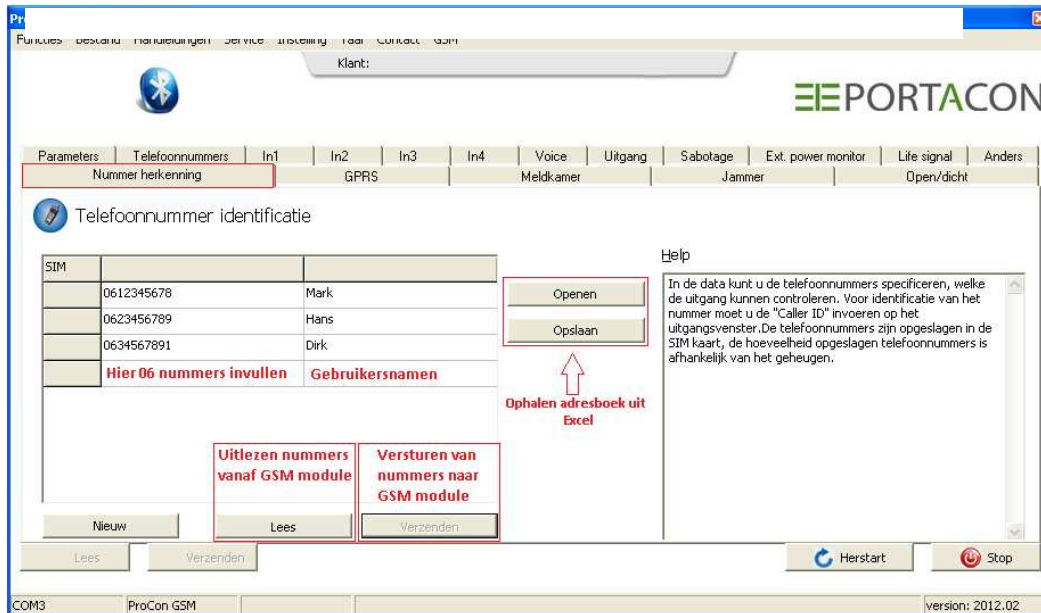 Pr
Functies Bestand Handleidingen Service Instelling Taal Contact GSM
Klant:
PORTACON
Parameters Telefoonnummers In1 In2 In3 In4 Voice Uitgang Sabotage Ext. power monitor Life signal Anders
Nummer herkenning GPRS Meldkamer Jammer Open/dicht
Telefoonnummer identificatie
SIM
0612345678 Mark
0623456789 Hans
0634567891 Dirk
Hier 06 nummers invullen Gebruikersnamen
Uitlezen nummers
vanaf GSM module
Versturen van
nummers naar
GSM module
Nieuw Lees Verzenden
Openen
Opslaan
Ophalen adresboek uit
Excel
Help
In de data kunt u de telefoonnummers specificeren, welke
de uitgang kunnen controleren. Voor identificatie van het
nummer moet u de "Caller ID" invoeren op het
uitgangsvenster.De telefoonnummers zijn opgeslagen in de
SIM kaart, de hoeveelheid opgeslagen telefoonnummers is
afhankelijk van het geheugen.
Lees Verzenden Herstart Stop
COM3 ProCon GSM version: 2012.02